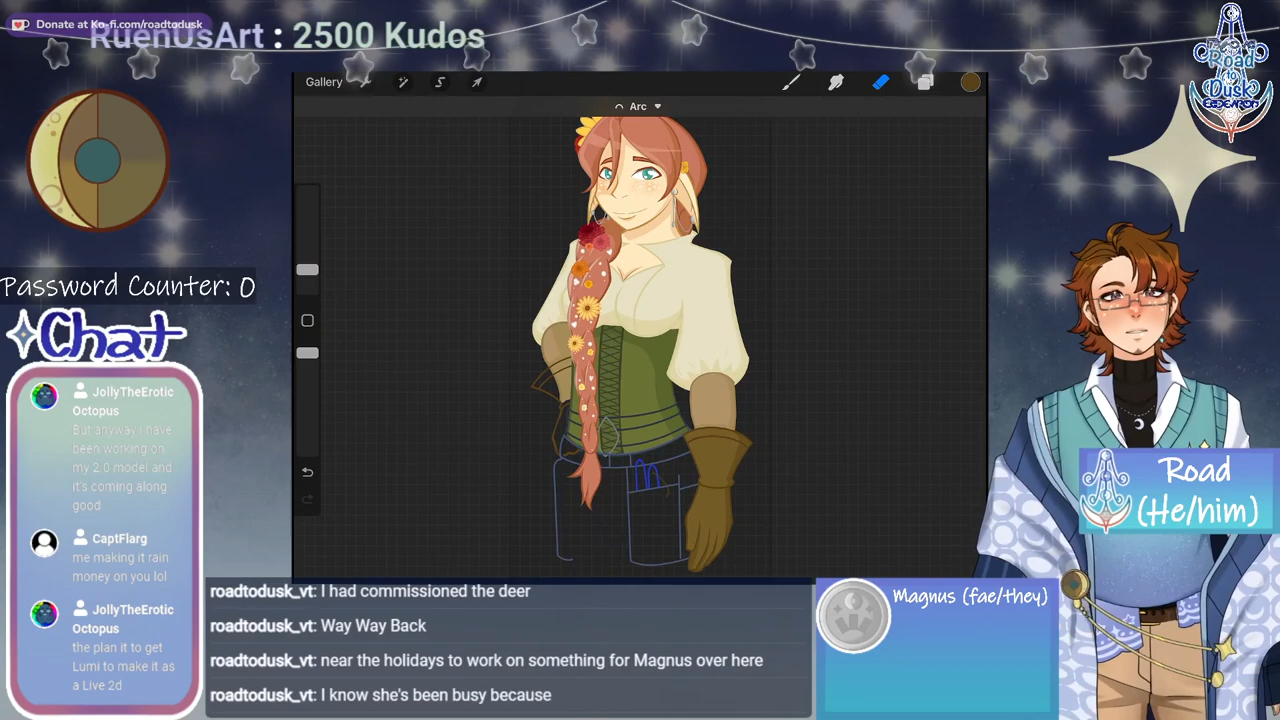 Donate at Ko-fi.com/roadtodusk
RuenUsArt : 2500 Kudos
Road
to
Dusk
Gallery
Arc
Password Counter: 0
Chat
JollyTheErotic
Octopus
But anyway i have
been working on
my 2.0 model and
it's coming along
good
CaptFlarg
me making it rain
money on you lol
JollyTheErotic
Octopus
the plan it to get
Lumi to make it as
a Live 2d
roadtodusk_vt: I had commissioned the deer
roadtodusk_vt: Way Way Back
roadtodusk_vt: near the holidays to work on something for Magnus over here
roadtodusk_vt: I know she's been busy because
Magnus (fae/they)
Road
(He/him)